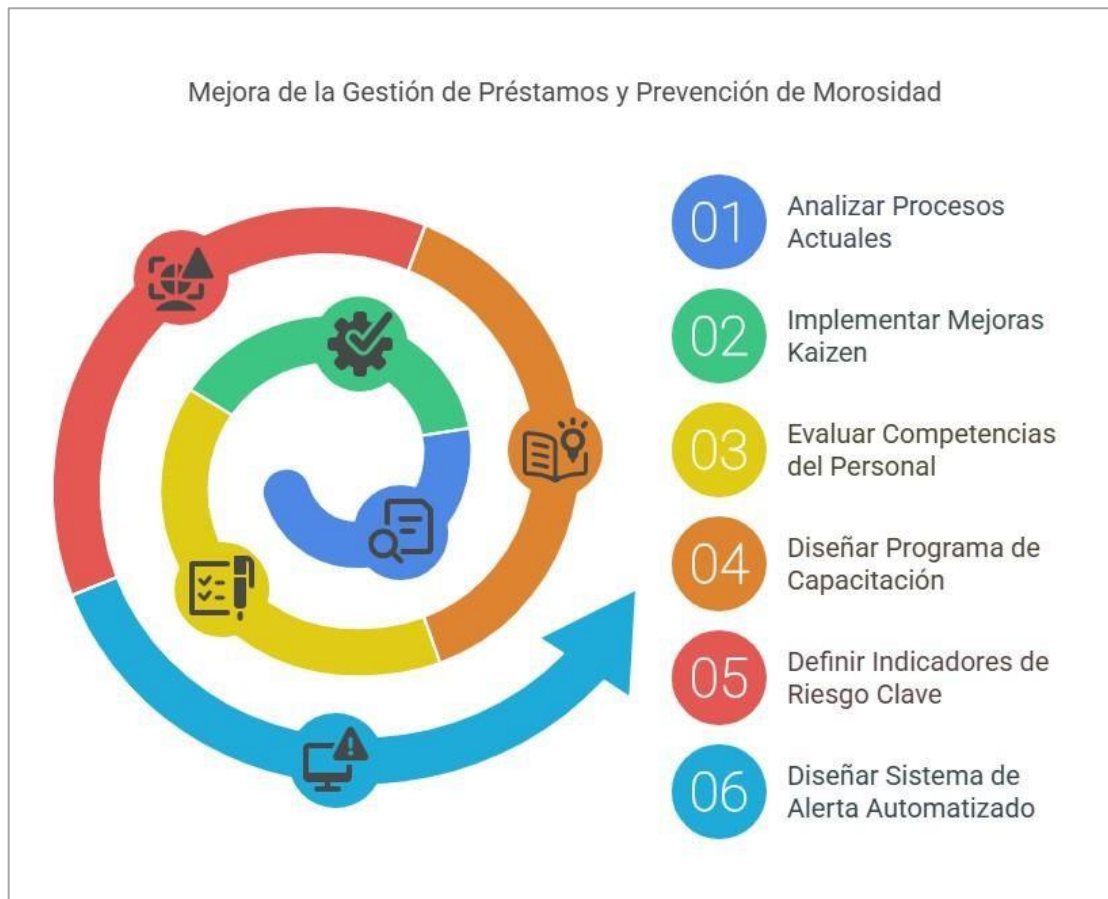 Mejora de la Gestión de Préstamos y Prevención de Morosidad
01
Analizar Procesos
Actuales
02
Implementar Mejoras
Kaizen
03
Evaluar Competencias
del Personal
04
Diseñar Programa de
Capacitación
05
Definir Indicadores de
Riesgo Clave
06
Diseñar Sistema de
Alerta Automatizado